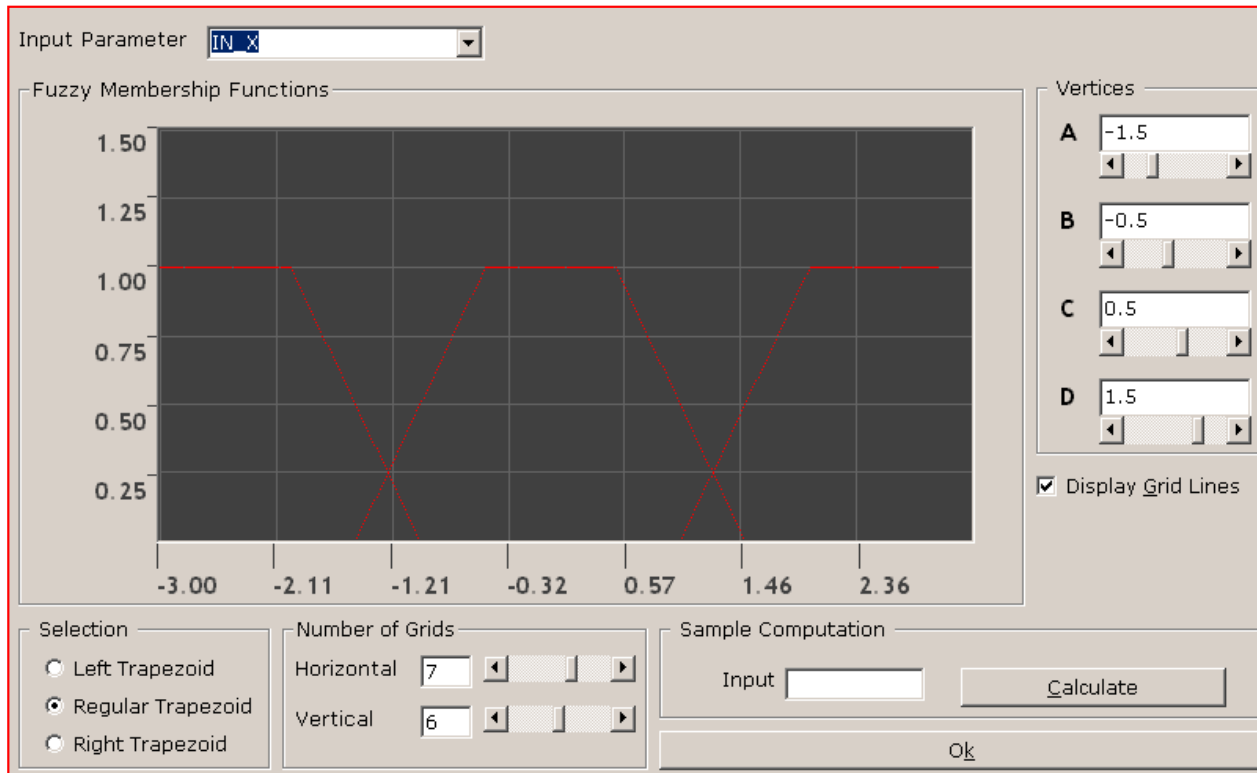 Input Parameter IN_X
Fuzzy Membership Functions
1.50
1.25
1.00
0.75
0.50
0.25
-3.00 -2.11 -1.21 -0.32 0.57 1.46 2.36
Vertices
A -1.5
B -0.5
C 0.5
D 1.5
Display Grid Lines
Selection
Left Trapezoid
Regular Trapezoid
Right Trapezoid
Number of Grids
Horizontal 7
Vertical 6
Sample Computation
Input Calculate
Ok